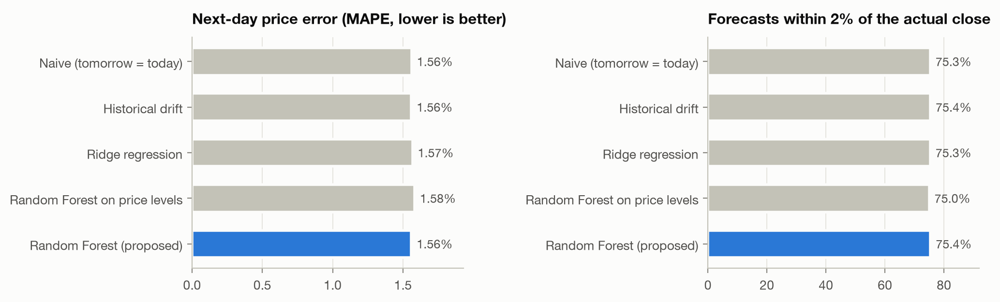 Next-day price error (MAPE, lower is better)
Naive (tomorrow = today)
1.56%
Historical drift
1.56%
Ridge regression
1.57%
Random Forest on price levels
1.58%
Random Forest (proposed)
1.56%
0.0 0.5 1.0 1.5
Forecasts within 2% of the actual close
Naive (tomorrow = today)
75.3%
Historical drift
75.4%
Ridge regression
75.3%
Random Forest on price levels
75.0%
Random Forest (proposed)
75.4%
0 20 40 60 80